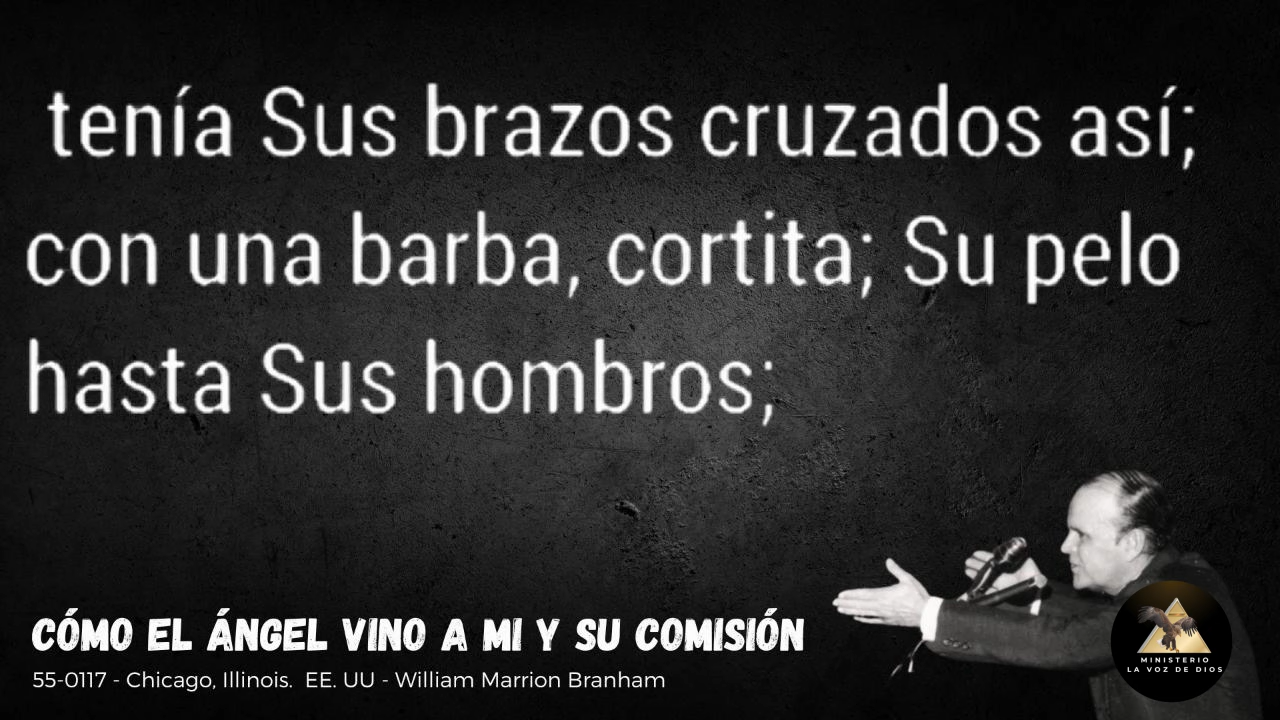 tenía Sus brazos cruzados así;
con una barba, cortita; Su pelo
hasta Sus hombros;
CÓMO EL ÁNGEL VINO A MI Y SU COMISIÓN
55-0117 - Chicago, Illinois.  EE. UU - William Marrion Branham
MINISTERIO
LA VOZ DE DIOS